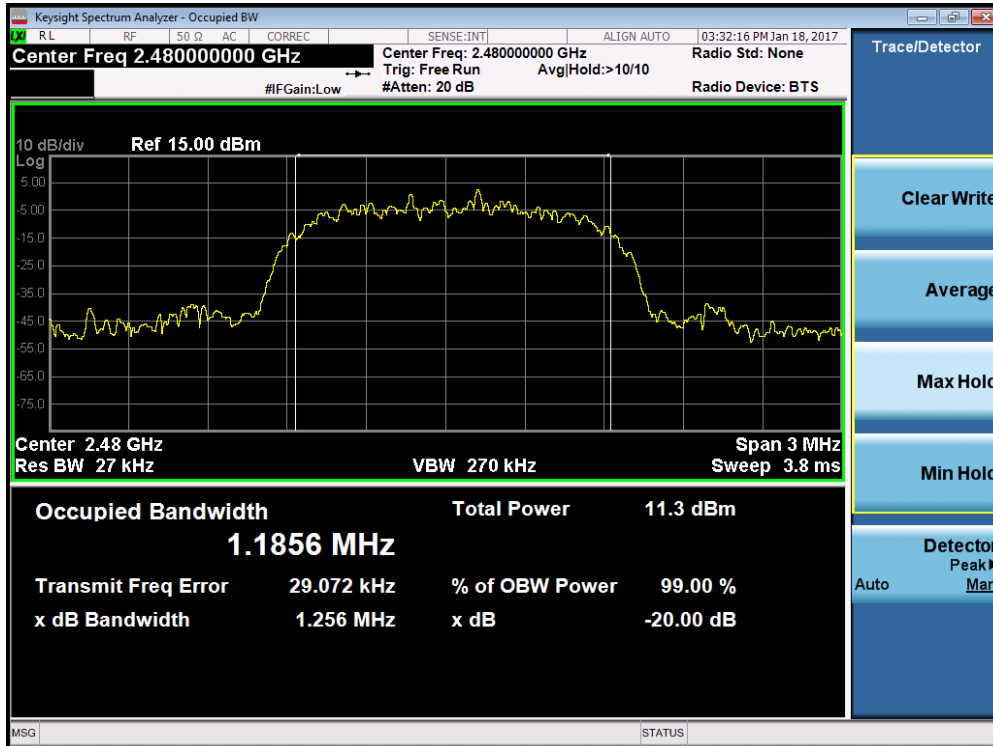 Keysight Spectrum Analyzer - Occupied BW
LXI RL RF 50 Ω AC CORREC SENSE:INT ALIGN AUTO 03:32:16 PM Jan 18, 2017
Center Freq 2.480000000 GHz
Center Freq: 2.480000000 GHz Radio Std: None
Trig: Free Run Avg|Hold:>10/10
#IFGain:Low #Atten: 20 dB Radio Device: BTS
Trace/Detector
10 dB/div Ref 15.00 dBm
Log
5.00
-5.00
-15.0
-25.0
-35.0
-45.0
-55.0
-65.0
-75.0
Center 2.48 GHz Span 3 MHz
Res BW 27 kHz VBW 270 kHz Sweep 3.8 ms
Occupied Bandwidth Total Power 11.3 dBm
1.1856 MHz
Transmit Freq Error 29.072 kHz % of OBW Power 99.00 %
x dB Bandwidth 1.256 MHz x dB -20.00 dB
Clear Write
Average
Max Hold
Min Hold
Detector
Peak
Auto Man
MSG STATUS